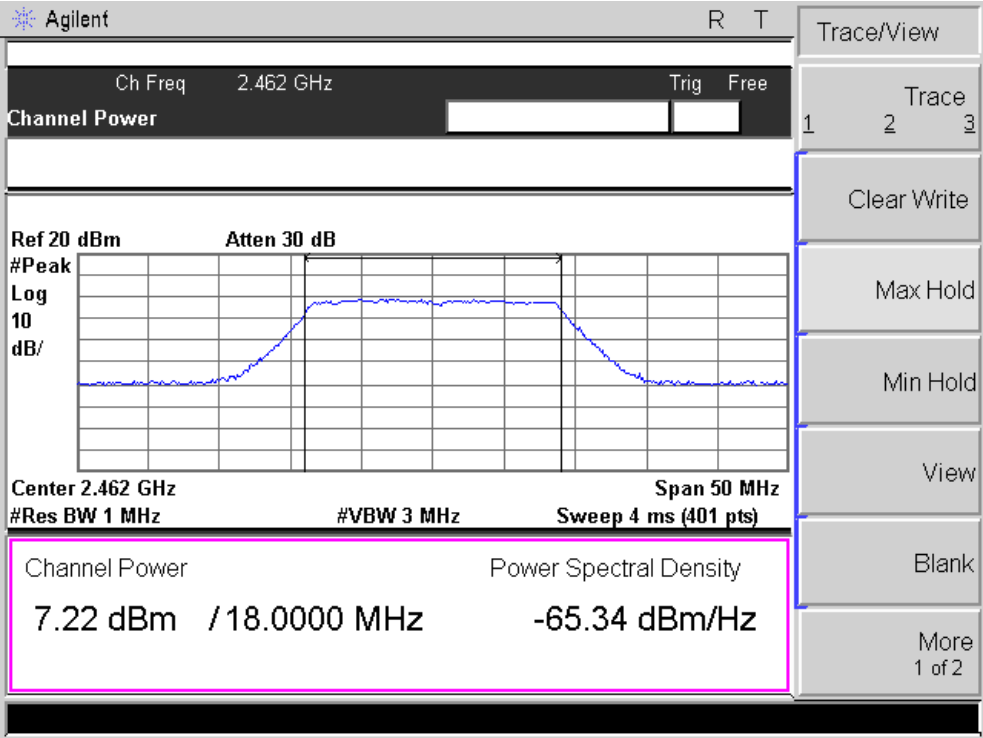 Agilent R T
Trace/View
Ch Freq 2.462 GHz Trig Free
Channel Power
Trace
1 2 3
Clear Write
Ref 20 dBm Atten 30 dB
#Peak
Log
10
dB/
Max Hold
Min Hold
View
Center 2.462 GHz Span 50 MHz
#Res BW 1 MHz #VBW 3 MHz Sweep 4 ms (401 pts)
Channel Power Power Spectral Density
7.22 dBm /18.0000 MHz -65.34 dBm/Hz
Blank
More
1 of 2